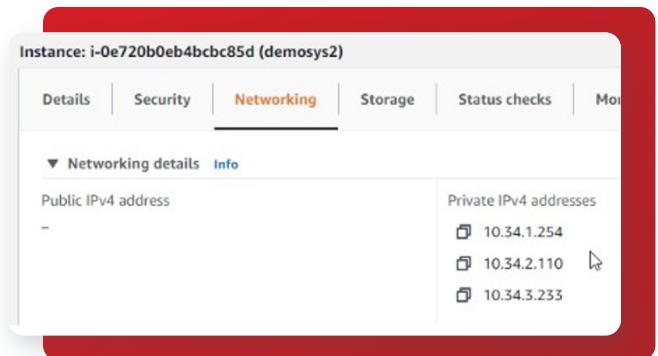 Instance: i-0e720b0eb4bcbc85d (demosys2)
Details Security Networking Storage Status checks Mo
Networking details Info
Public IPv4 address Private IPv4 addresses
–
10.34.1.254
10.34.2.110
10.34.3.233